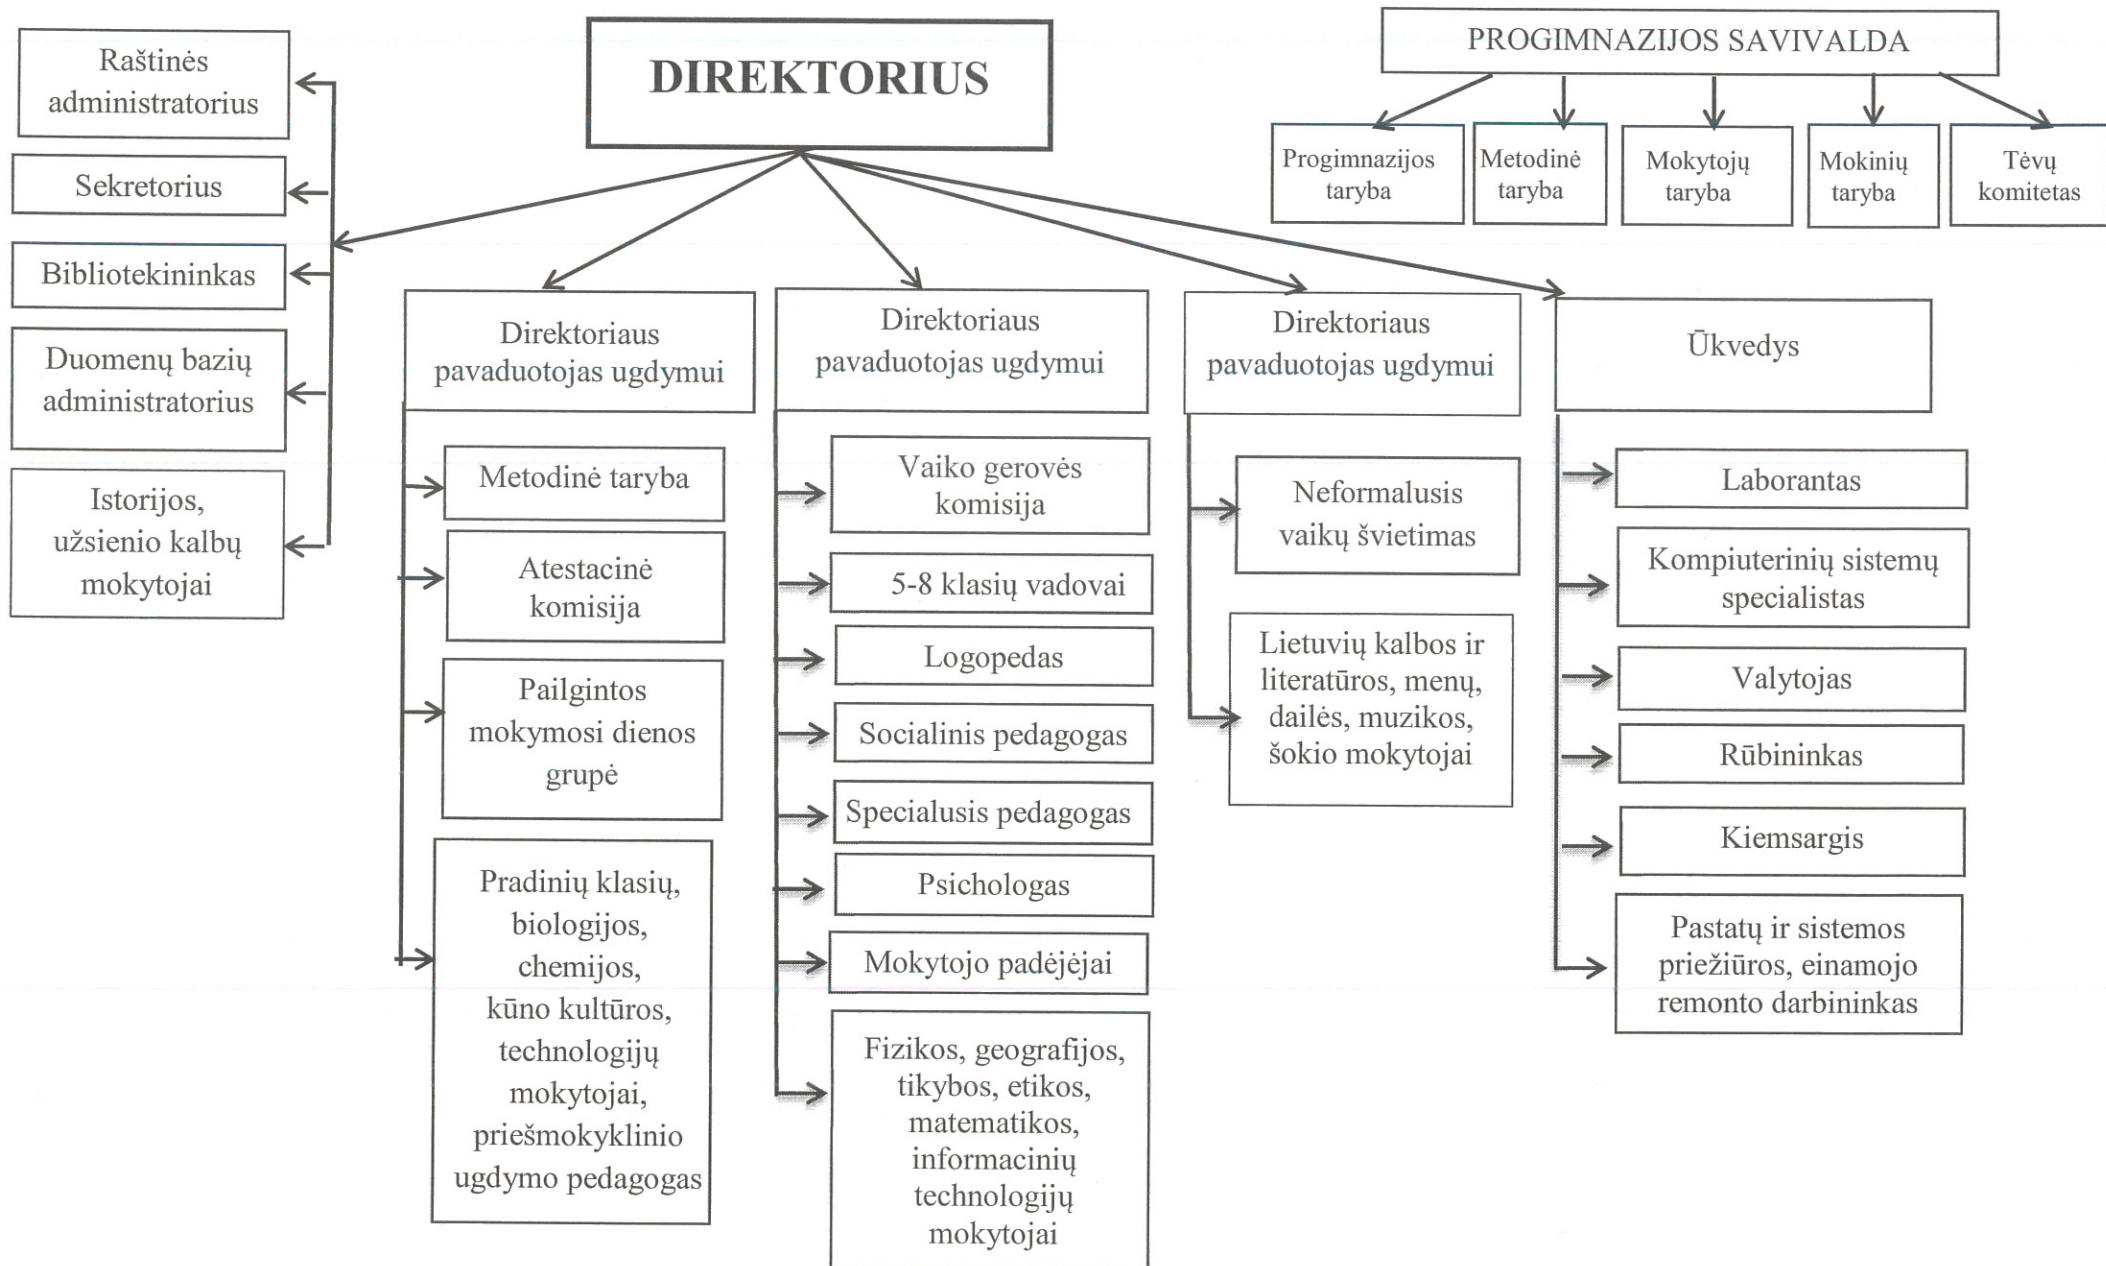 DIREKTORIUS
PROGIMNAZIJOS SAVIVALDA
Progimnazijos
taryba
Metodinė
taryba
Mokytojų
taryba
Mokinių
taryba
Tėvų
komitetas
Raštinės
administratorius
Sekretorius
Bibliotekininkas
Duomenų bazių
administratorius
Istorijos,
užsienio kalbų
mokytojai
Direktoriaus
pavaduotojas ugdymui
Metodinė taryba
Atestacinė
komisija
Pailgintos
mokymosi dienos
grupė
Pradinių klasių,
biologijos,
chemijos,
kūno kultūros,
technologijų
mokytojai,
priešmokyklinio
ugdymo pedagogas
Direktoriaus
pavaduotojas ugdymui
Vaiko gerovės
komisija
5-8 klasių vadovai
Logopedas
Socialinis pedagogas
Specialusis pedagogas
Psichologas
Mokytojo padėjėjai
Fizikos, geografijos,
tikybos, etikos,
matematikos,
informacinių
technologijų
mokytojai
Direktoriaus
pavaduotojas ugdymui
Neformalusis
vaikų švietimas
Lietuvių kalbos ir
literatūros, menų,
dailės, muzikos,
šokio mokytojai
Ūkvedys
Laborantas
Kompiuterinių sistemų
specialistas
Valytojas
Rūbininkas
Kiemsargis
Pastatų ir sistemos
priežiūros, einamojo
remonto darbininkas